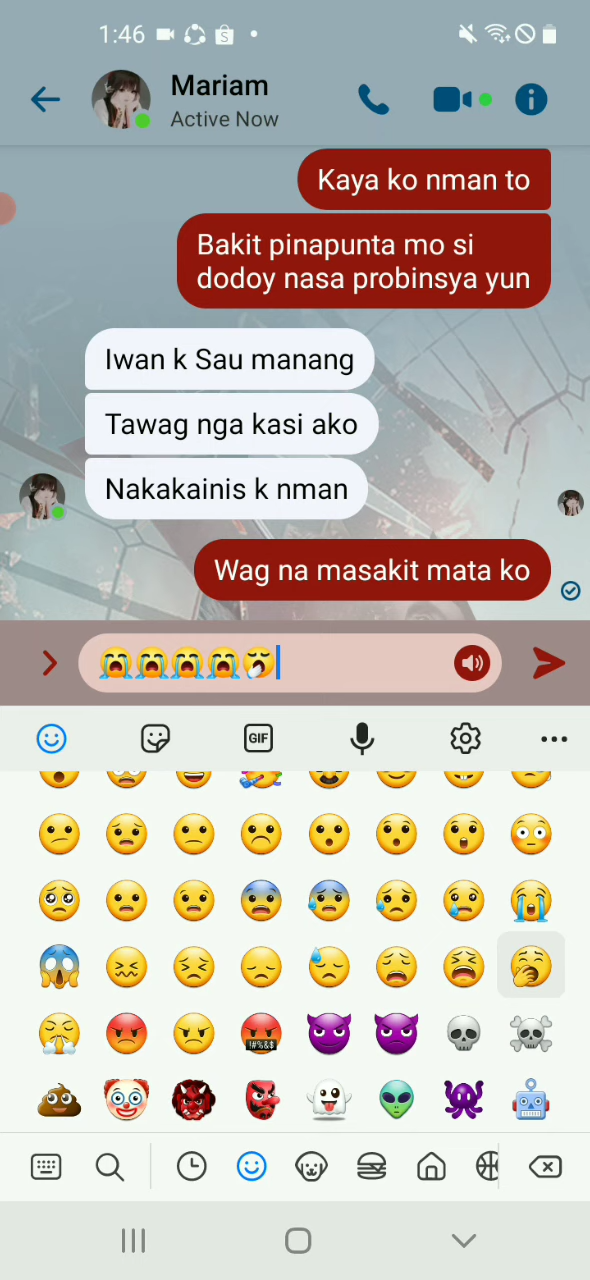 1:46
Mariam
Active Now
Kaya ko nman to
Bakit pinapunta mo si
dodoy nasa probinsya yun
Iwan k Sau manang
Tawag nga kasi ako
Nakakainis k nman
Wag na masakit mata ko
😭😭😭😭🥱
GIF